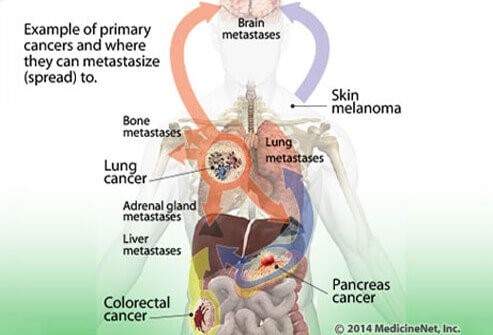 Example of primary
cancers and where
they can metastasize
(spread) to.
Brain
metastases
Skin
melanoma
Bone
metastases
Lung
metastases
Lung
cancer
Adrenal gland
metastases
Liver
metastases
Pancreas
cancer
Colorectal
cancer
© 2014 MedicineNet, Inc.